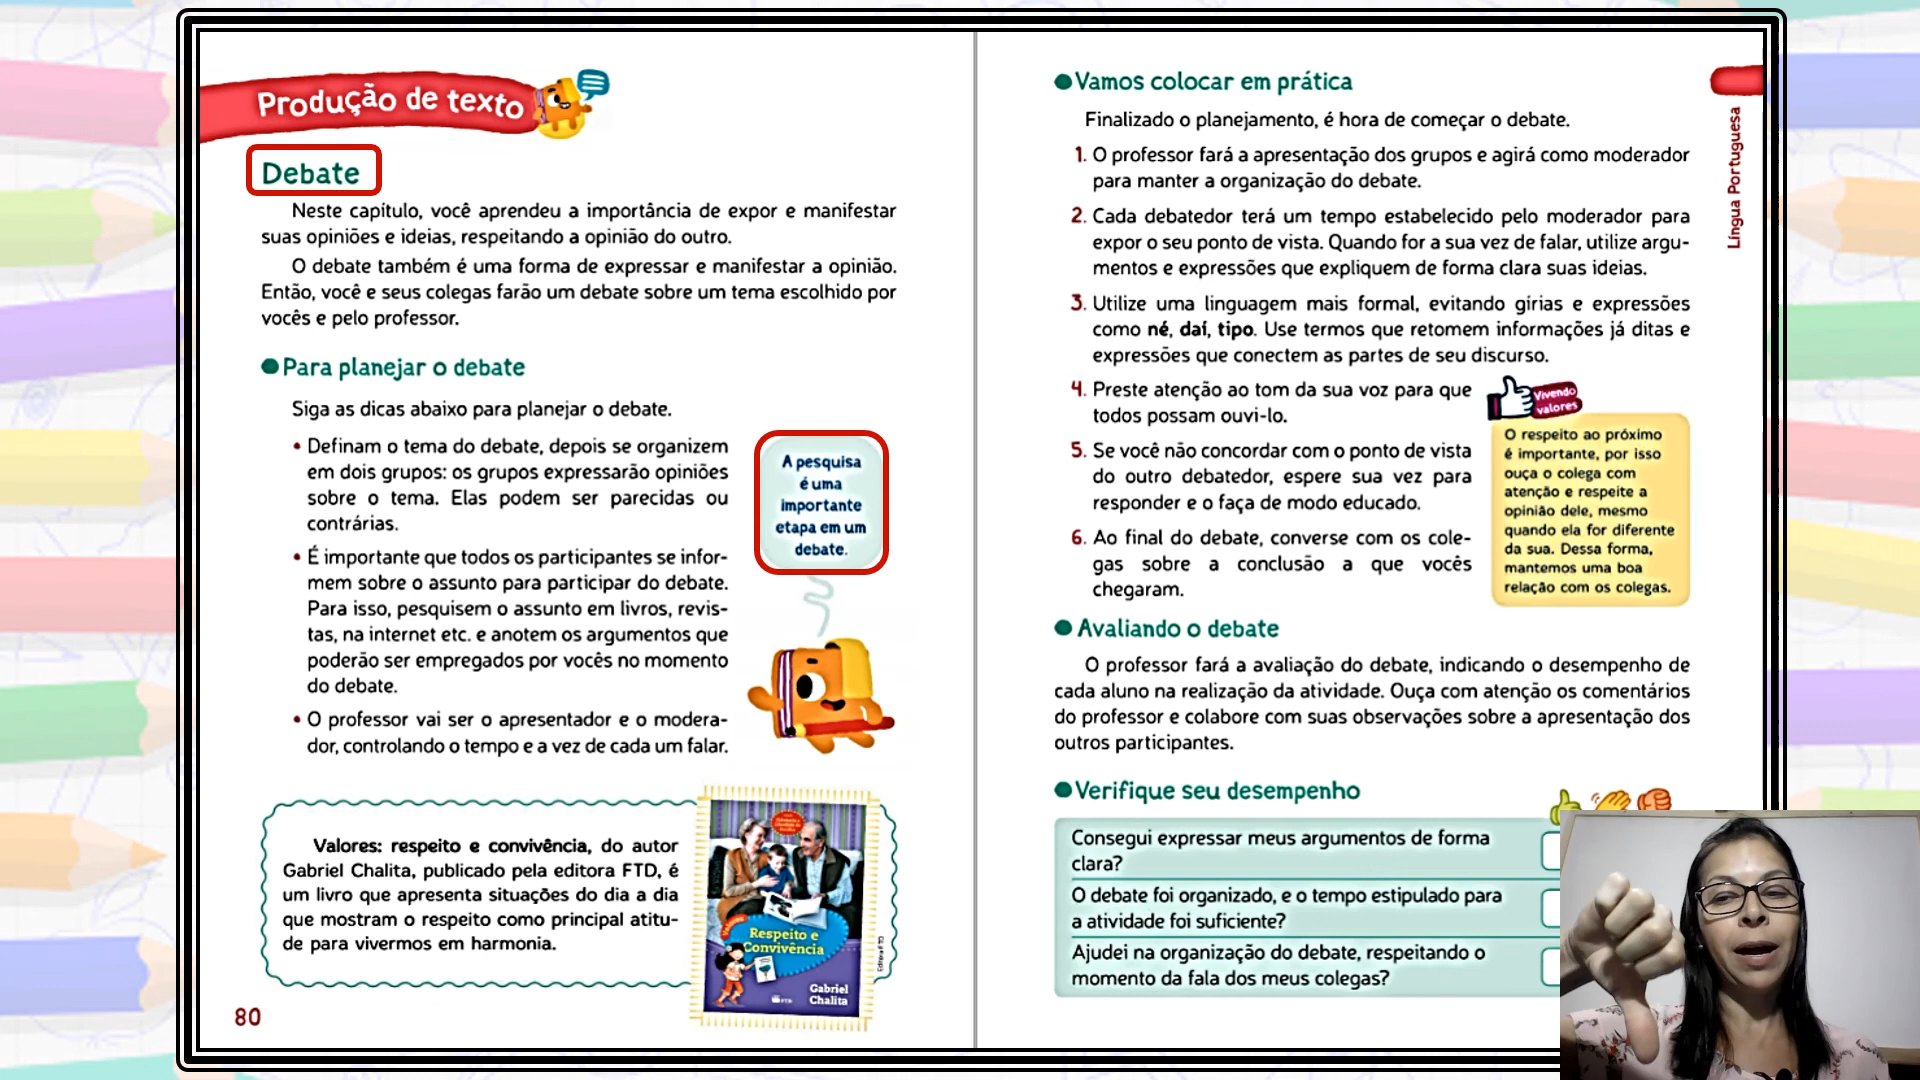 Produção de texto
Debate
Neste capítulo, você aprendeu a importância de expor e manifestar
suas opiniões e ideias, respeitando a opinião do outro.
O debate também é uma forma de expressar e manifestar a opinião.
Então, você e seus colegas farão um debate sobre um tema escolhido por
vocês e pelo professor.
Para planejar o debate
Siga as dicas abaixo para planejar o debate.
• Definam o tema do debate, depois se organizem
em dois grupos: os grupos expressarão opiniões
sobre o tema. Elas podem ser parecidas ou
contrárias.
• É importante que todos os participantes se infor-
mem sobre o assunto para participar do debate.
Para isso, pesquisem o assunto em livros, revis-
tas, na internet etc. e anotem os argumentos que
poderão ser empregados por vocês no momento
do debate.
• O professor vai ser o apresentador e o modera-
dor, controlando o tempo e a vez de cada um falar.
A pesquisa
é uma
importante
etapa em um
debate.
Valores: respeito e convivência, do autor
Gabriel Chalita, publicado pela editora FTD, é
um livro que apresenta situações do dia a dia
que mostram o respeito como principal atitu-
de para vivermos em harmonia.
Respeito e
Convivência
Gabriel
Chalita
FTD
Editora FTD
80
Vamos colocar em prática
Finalizado o planejamento, é hora de começar o debate.
1. O professor fará a apresentação dos grupos e agirá como moderador
para manter a organização do debate.
2. Cada debatedor terá um tempo estabelecido pelo moderador para
expor o seu ponto de vista. Quando for a sua vez de falar, utilize argu-
mentos e expressões que expliquem de forma clara suas ideias.
3. Utilize uma linguagem mais formal, evitando gírias e expressões
como né, daí, tipo. Use termos que retomem informações já ditas e
expressões que conectem as partes de seu discurso.
4. Preste atenção ao tom da sua voz para que
todos possam ouvi-lo.
5. Se você não concordar com o ponto de vista
do outro debatedor, espere sua vez para
responder e o faça de modo educado.
6. Ao final do debate, converse com os cole-
gas sobre a conclusão a que vocês
chegaram.
Vivendo
valores
O respeito ao próximo
é importante, por isso
ouça o colega com
atenção e respeite a
opinião dele, mesmo
quando ela for diferente
da sua. Dessa forma,
mantemos uma boa
relação com os colegas.
Avaliando o debate
O professor fará a avaliação do debate, indicando o desempenho de
cada aluno na realização da atividade. Ouça com atenção os comentários
do professor e colabore com suas observações sobre a apresentação dos
outros participantes.
Verifique seu desempenho
Consegui expressar meus argumentos de forma
clara?
O debate foi organizado, e o tempo estipulado para
a atividade foi suficiente?
Ajudei na organização do debate, respeitando o
momento da fala dos meus colegas?
Língua Portuguesa